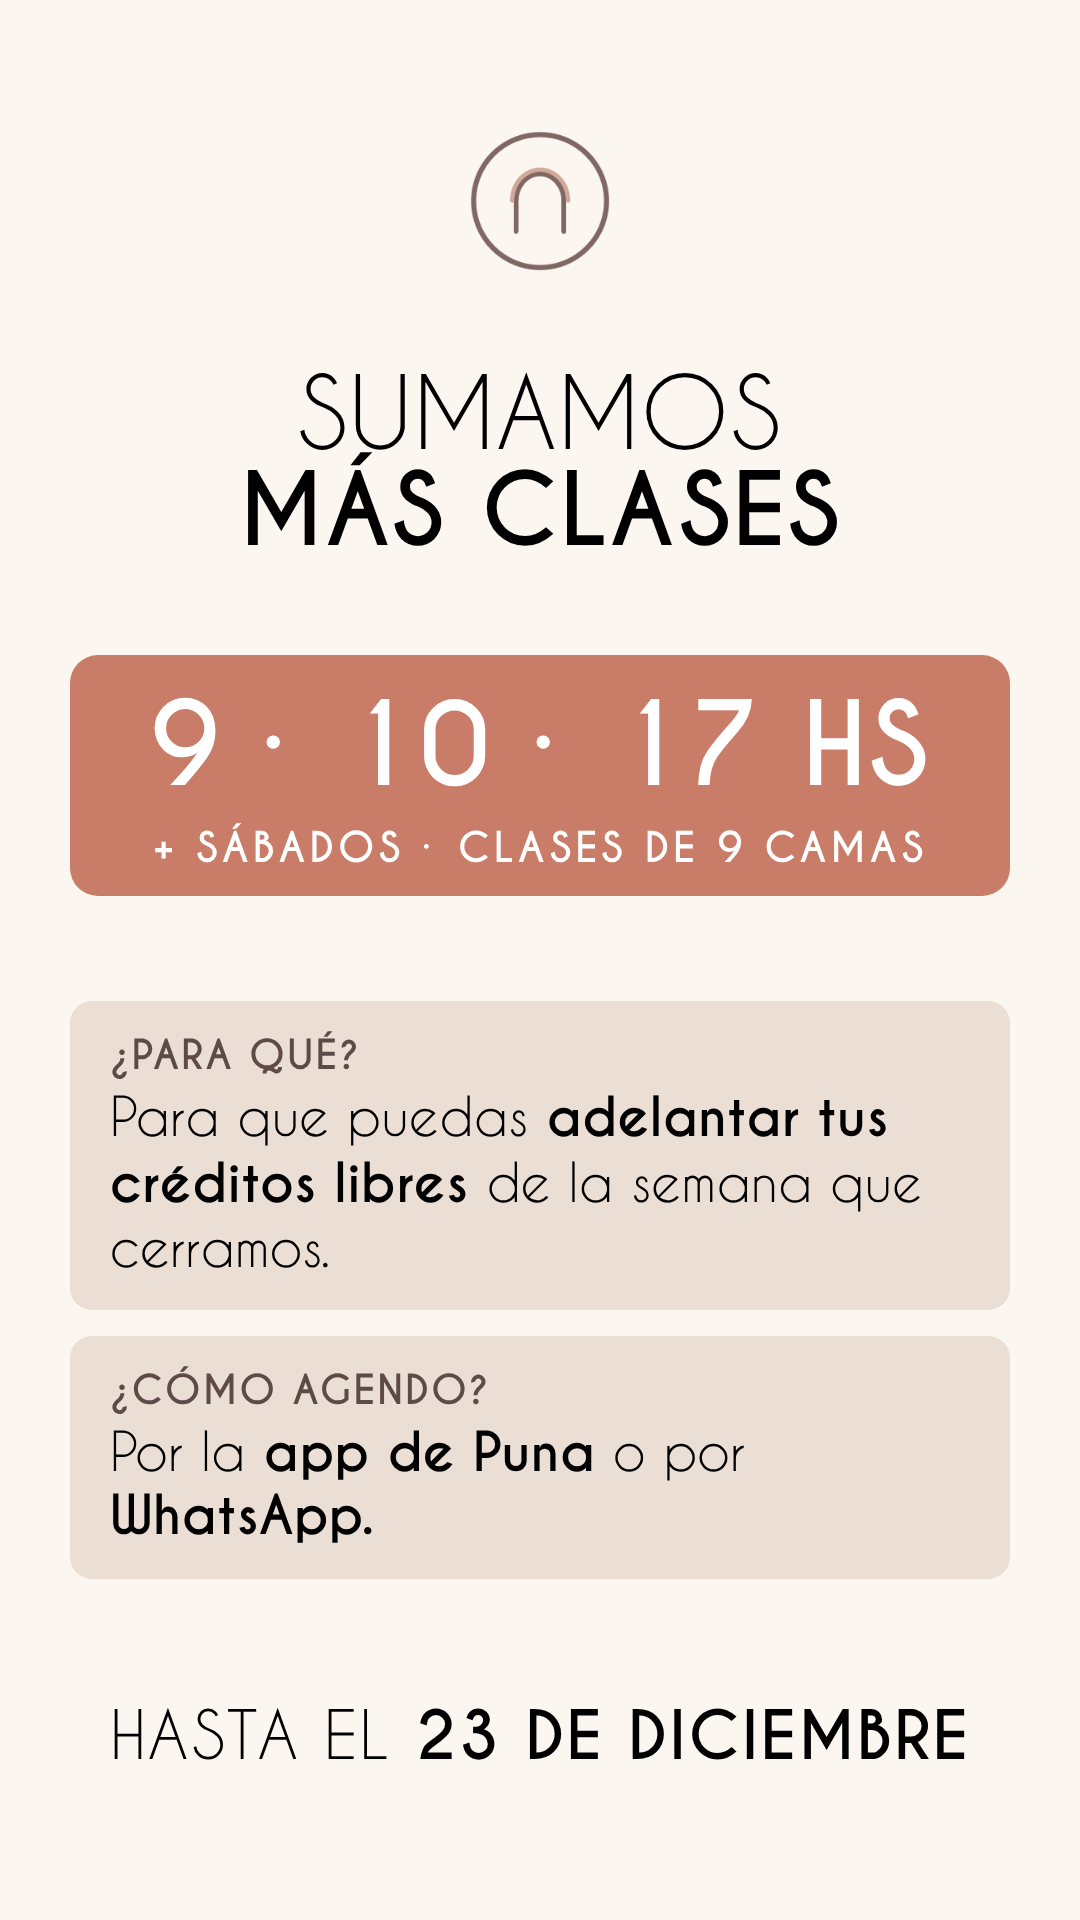 SUMAMOS
MÁS CLASES
9 · 10 · 17 HS
+ SÁBADOS · CLASES DE 9 CAMAS
¿PARA QUÉ?
Para que puedas adelantar tus
créditos libres de la semana que
cerramos.
¿CÓMO AGENDO?
Por la app de Puna o por
WhatsApp.
HASTA EL 23 DE DICIEMBRE